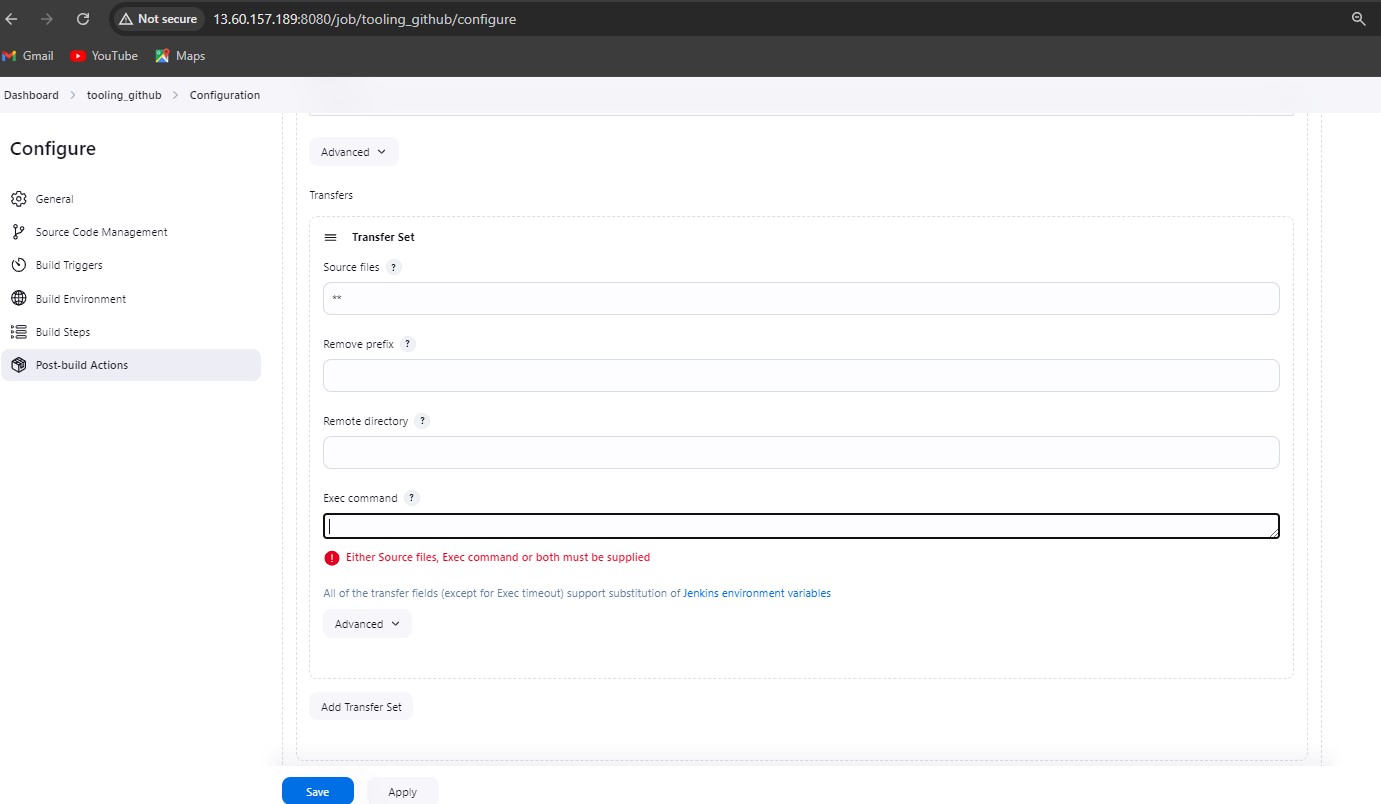 Not secure 13.60.157.189:8080/job/tooling_github/configure
Gmail YouTube Maps
Dashboard > tooling_github > Configuration
Configure
General
Source Code Management
Build Triggers
Build Environment
Build Steps
Post-build Actions
Advanced
Transfers
Transfer Set
Source files ?
**
Remove prefix ?
Remote directory ?
Exec command ?
Either Source files, Exec command or both must be supplied
All of the transfer fields (except for Exec timeout) support substitution of Jenkins environment variables
Advanced
Add Transfer Set
Save Apply